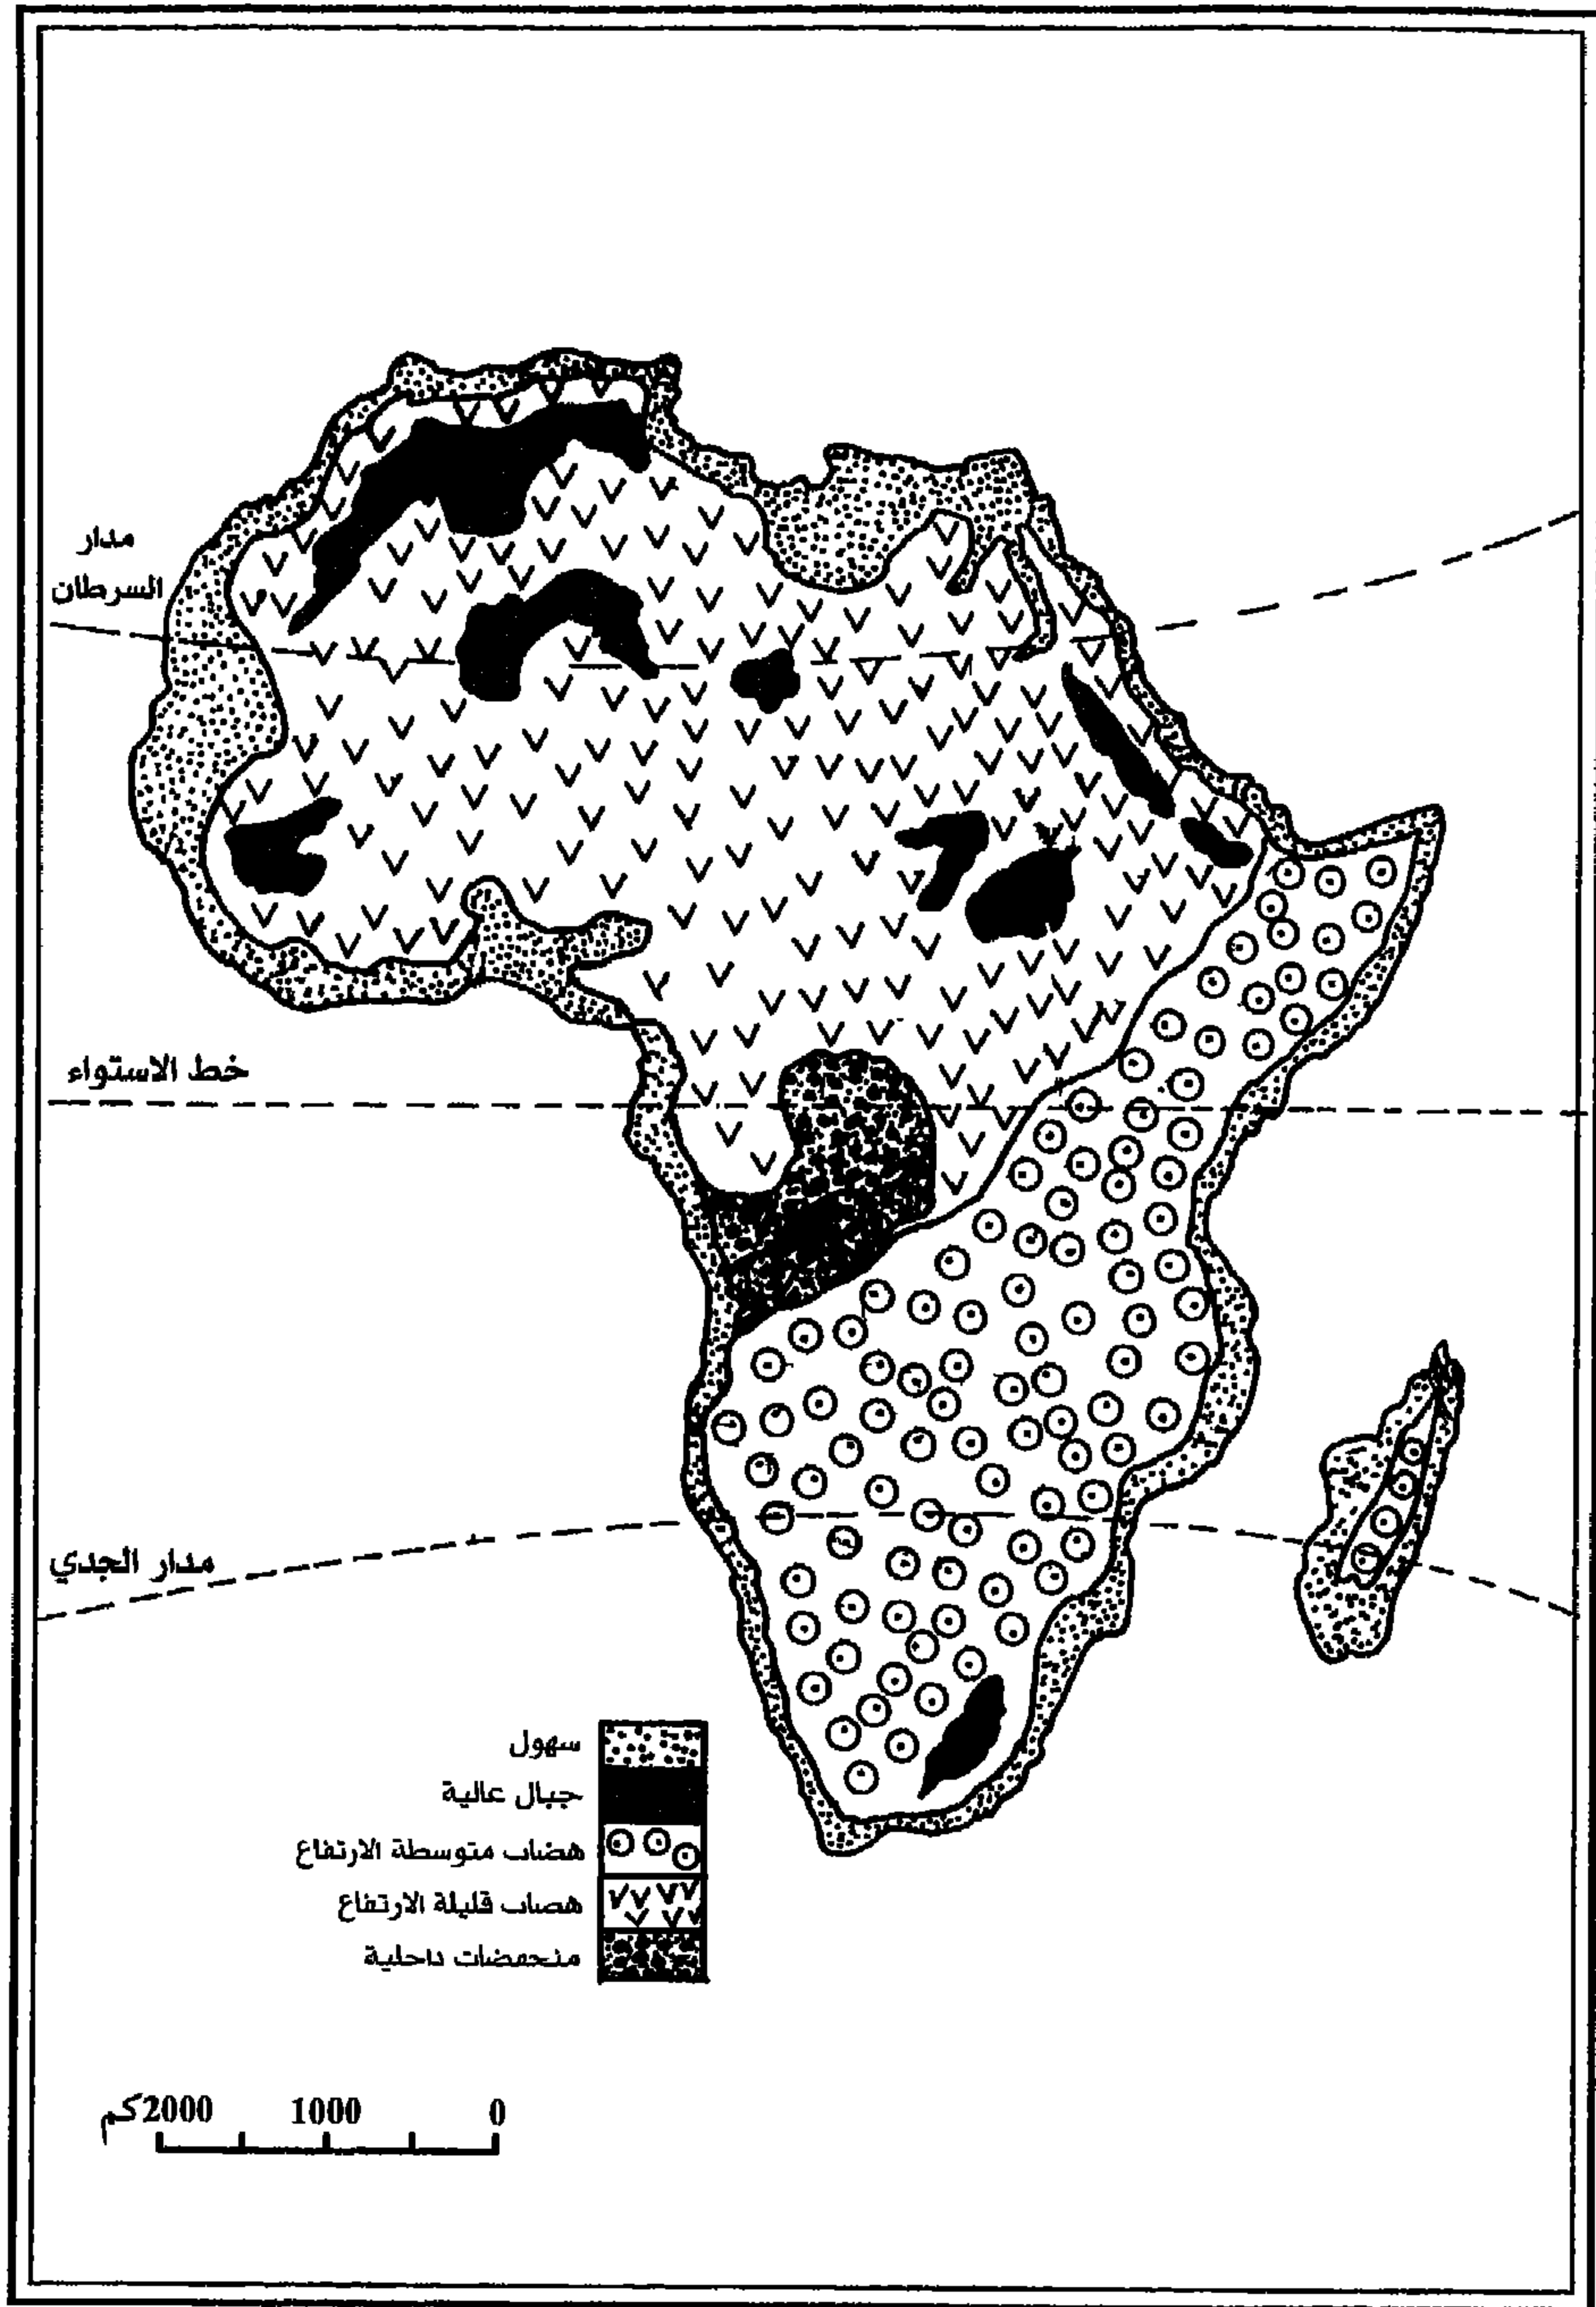 مدار
السرطان
خط الاستواء
مدار الجدي
سهول
جبال عالية
هضاب متوسطة الارتفاع
هصاب قليلة الارتفاع
منخفضات داخلية
2000كم 1000 0